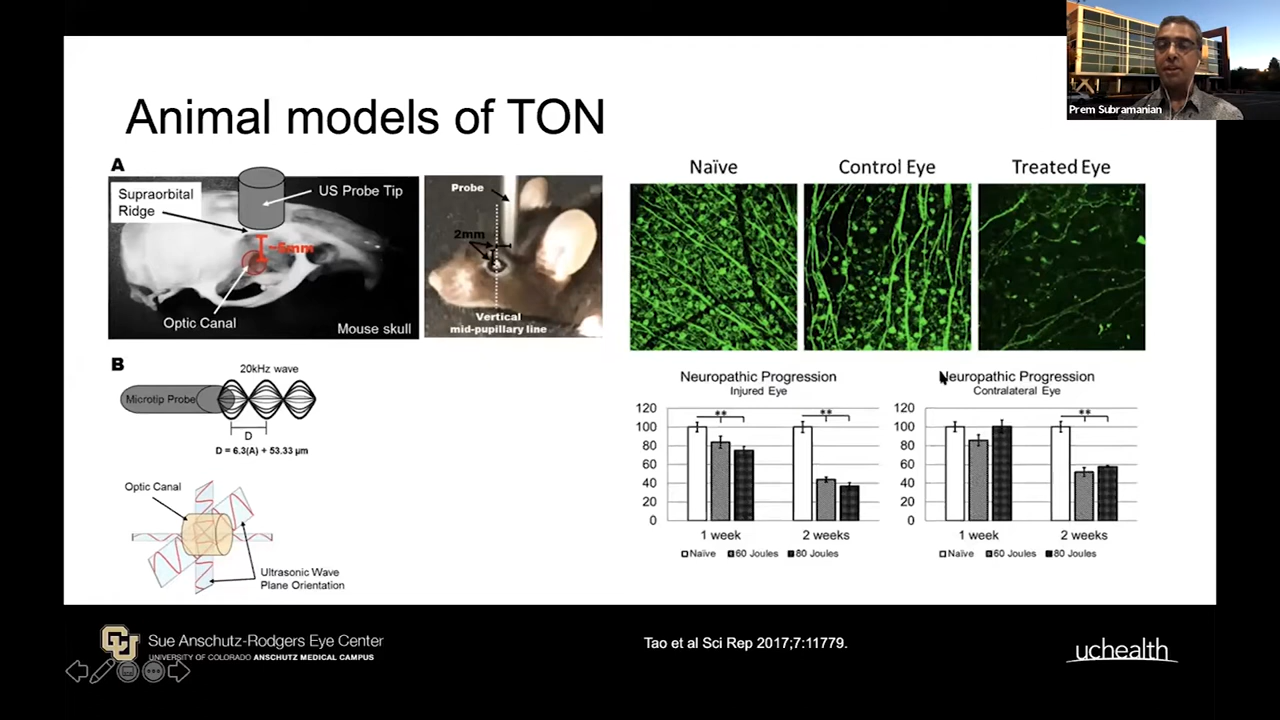 Prem Subramanian
Animal models of TON
A
Supraorbital
Ridge
US Probe Tip
~5mm
Optic Canal
Mouse skull
Probe
2mm
Vertical
mid-pupillary line
B
20kHz wave
Microtip Probe
D
D = 6.3(A) + 53.33 µm
Optic Canal
Ultrasonic Wave
Plane Orientation
Naïve
Control Eye
Treated Eye
Neuropathic Progression
Injured Eye
120
100
80
60
40
20
0
**
**
1 week
2 weeks
Naïve
60 Joules
80 Joules
Neuropathic Progression
Contralateral Eye
120
100
80
60
40
20
0
**
1 week
2 weeks
Naïve
60 Joules
80 Joules
CU
Sue Anschutz-Rodgers Eye Center
UNIVERSITY OF COLORADO ANSCHUTZ MEDICAL CAMPUS
Tao et al Sci Rep 2017;7:11779.
uchealth